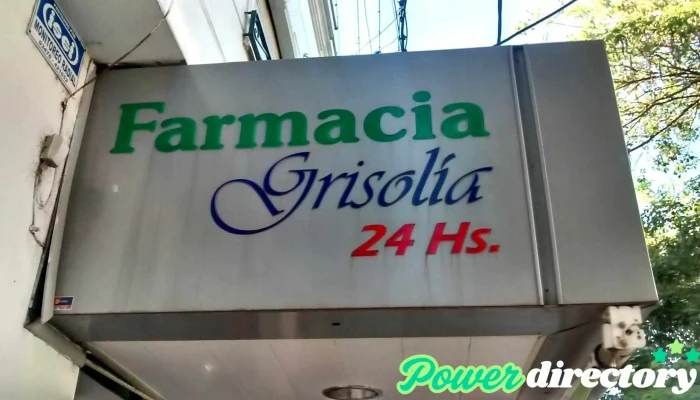 Farmacia
Grisolía
24 Hs.
Powerdirectory